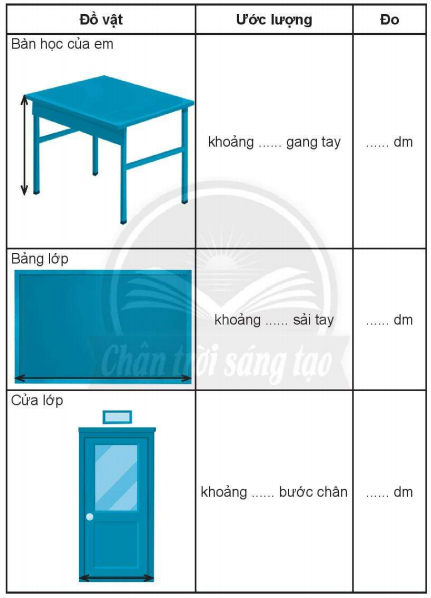 Đồ vật
Ước lượng
Đo
Bàn học của em
khoảng ...... gang tay
...... dm
Bảng lớp
khoảng ...... sải tay
...... dm
Chân trời sáng tạo
Cửa lớp
khoảng ...... bước chân
...... dm